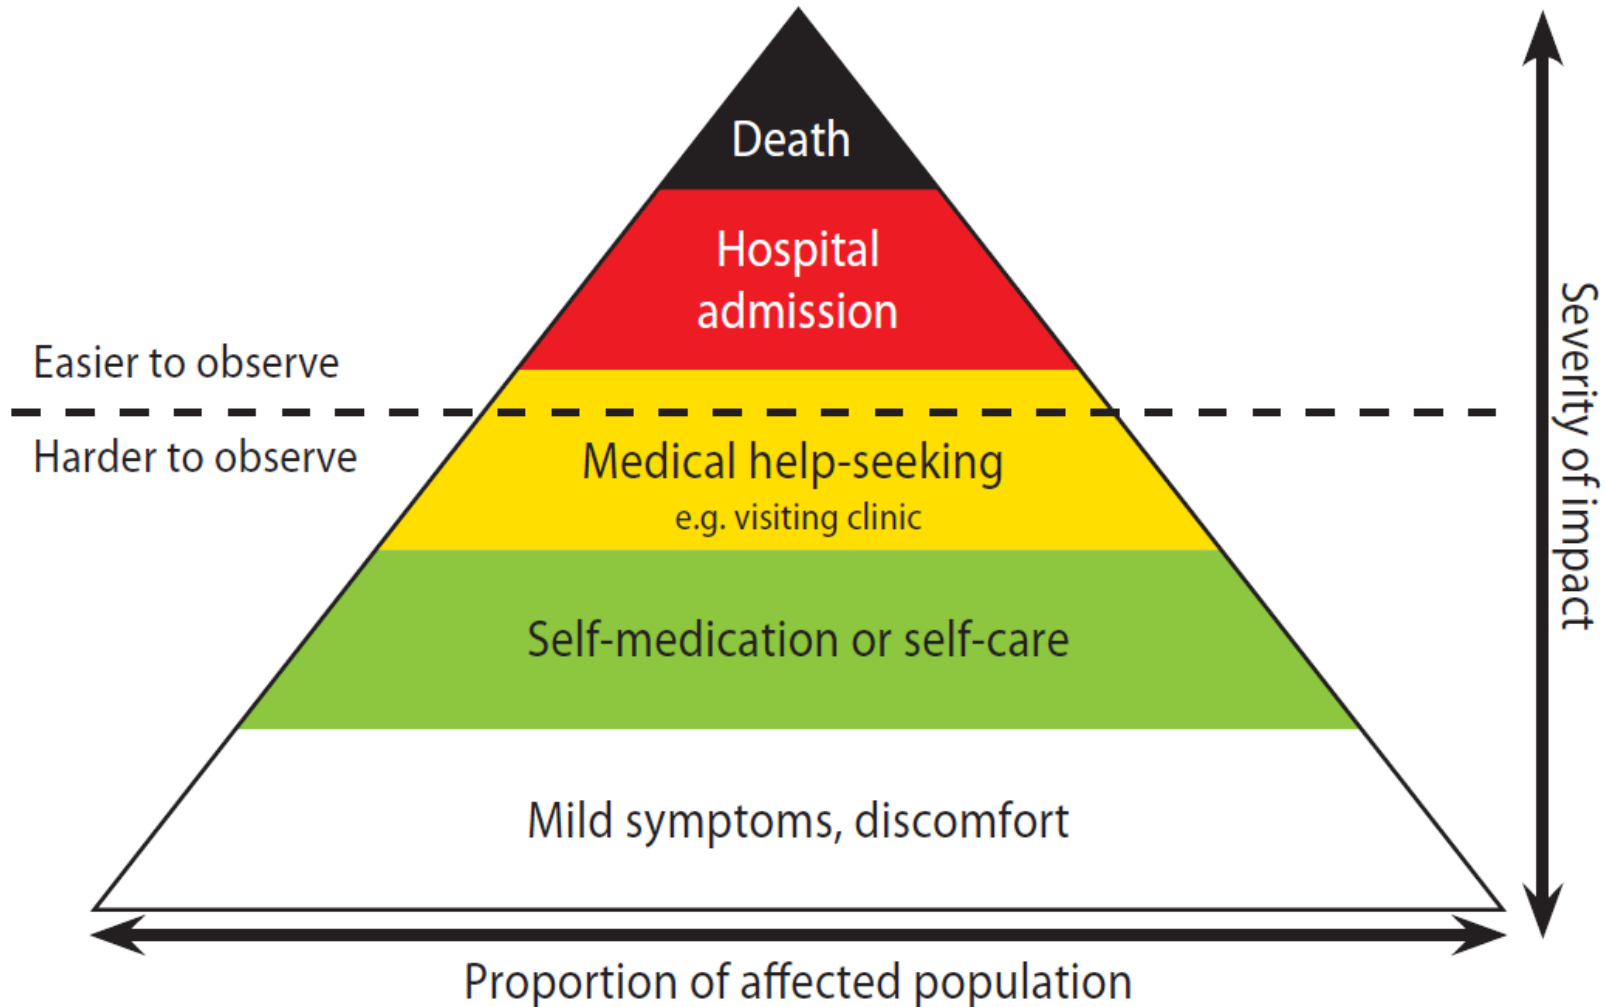 Death
Hospital
admission
Easier to observe
Harder to observe
Medical help-seeking
e.g. visiting clinic
Self-medication or self-care
Mild symptoms, discomfort
Severity of impact
Proportion of affected population